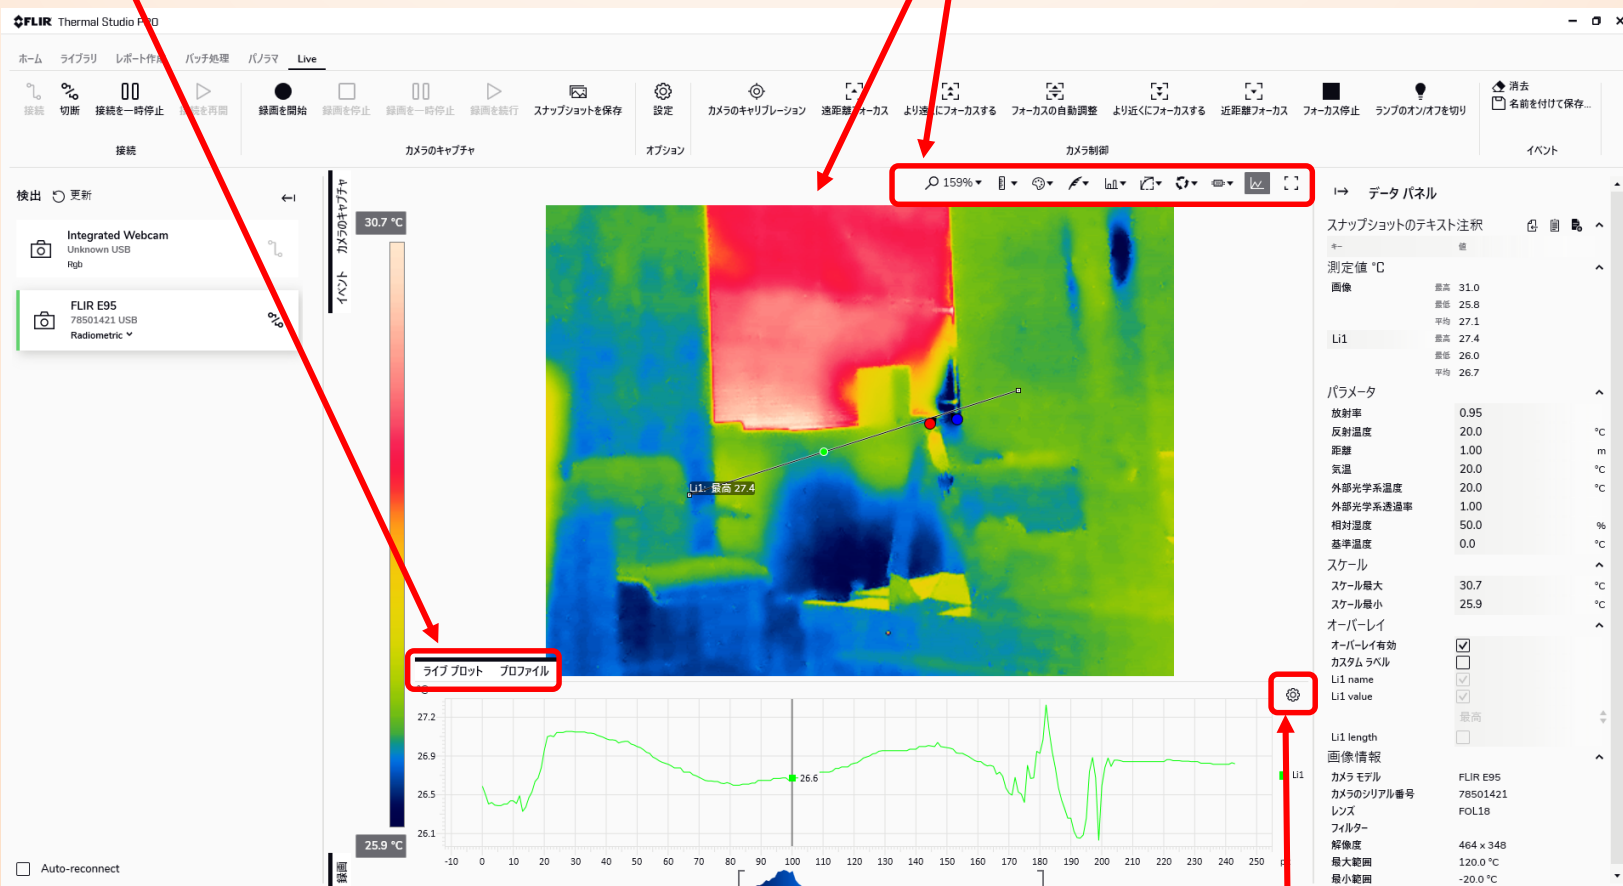 FLIR Thermal Studio PRO
ホーム ライブラリ レポート作成 バッチ処理 パノラマ Live
接続 切断 接続を一時停止 接続を再開 録画を開始 録画を停止 録画を一時停止 録画を続行 スナップショットを保存 設定 カメラのキャリブレーション 遠距離フォーカス より遠くにフォーカスする フォーカスの自動調整 より近くにフォーカスする 近距離フォーカス フォーカス停止 ランプのオン/オフを切り
消去
名前を付けて保存...
接続 カメラのキャプチャ オプション カメラ制御 イベント
検出 更新
Integrated Webcam
Unknown USB
Rgb
FLIR E95
78501421 USB
Radiometric
Auto-reconnect
カメラのキャプチャ
イベント
録画
30.7 °C
25.9 °C
159%
Li1: 最高 27.4
ライブ プロット プロファイル
27.2
26.9
26.5
26.1
26.6
Li1
-10 0 10 20 30 40 50 60 70 80 90 100 110 120 130 140 150 160 170 180 190 200 210 220 230 240 250
データ パネル
スナップショットのテキスト注釈
キー 値
測定値 °C
画像 最高 31.0
最低 25.8
平均 27.1
Li1 最高 27.4
最低 26.0
平均 26.7
パラメータ
放射率 0.95
反射温度 20.0 °C
距離 1.00 m
気温 20.0 °C
外部光学系温度 20.0 °C
外部光学系透過率 1.00
相対湿度 50.0 %
基準温度 0.0 °C
スケール
スケール最大 30.7 °C
スケール最小 25.9 °C
オーバーレイ
オーバーレイ有効
カスタム ラベル
Li1 name
Li1 value
最高
Li1 length
画像情報
カメラ モデル FLIR E95
カメラのシリアル番号 78501421
レンズ FOL18
フィルター
解像度 464 x 348
最大範囲 120.0 °C
最小範囲 -20.0 °C